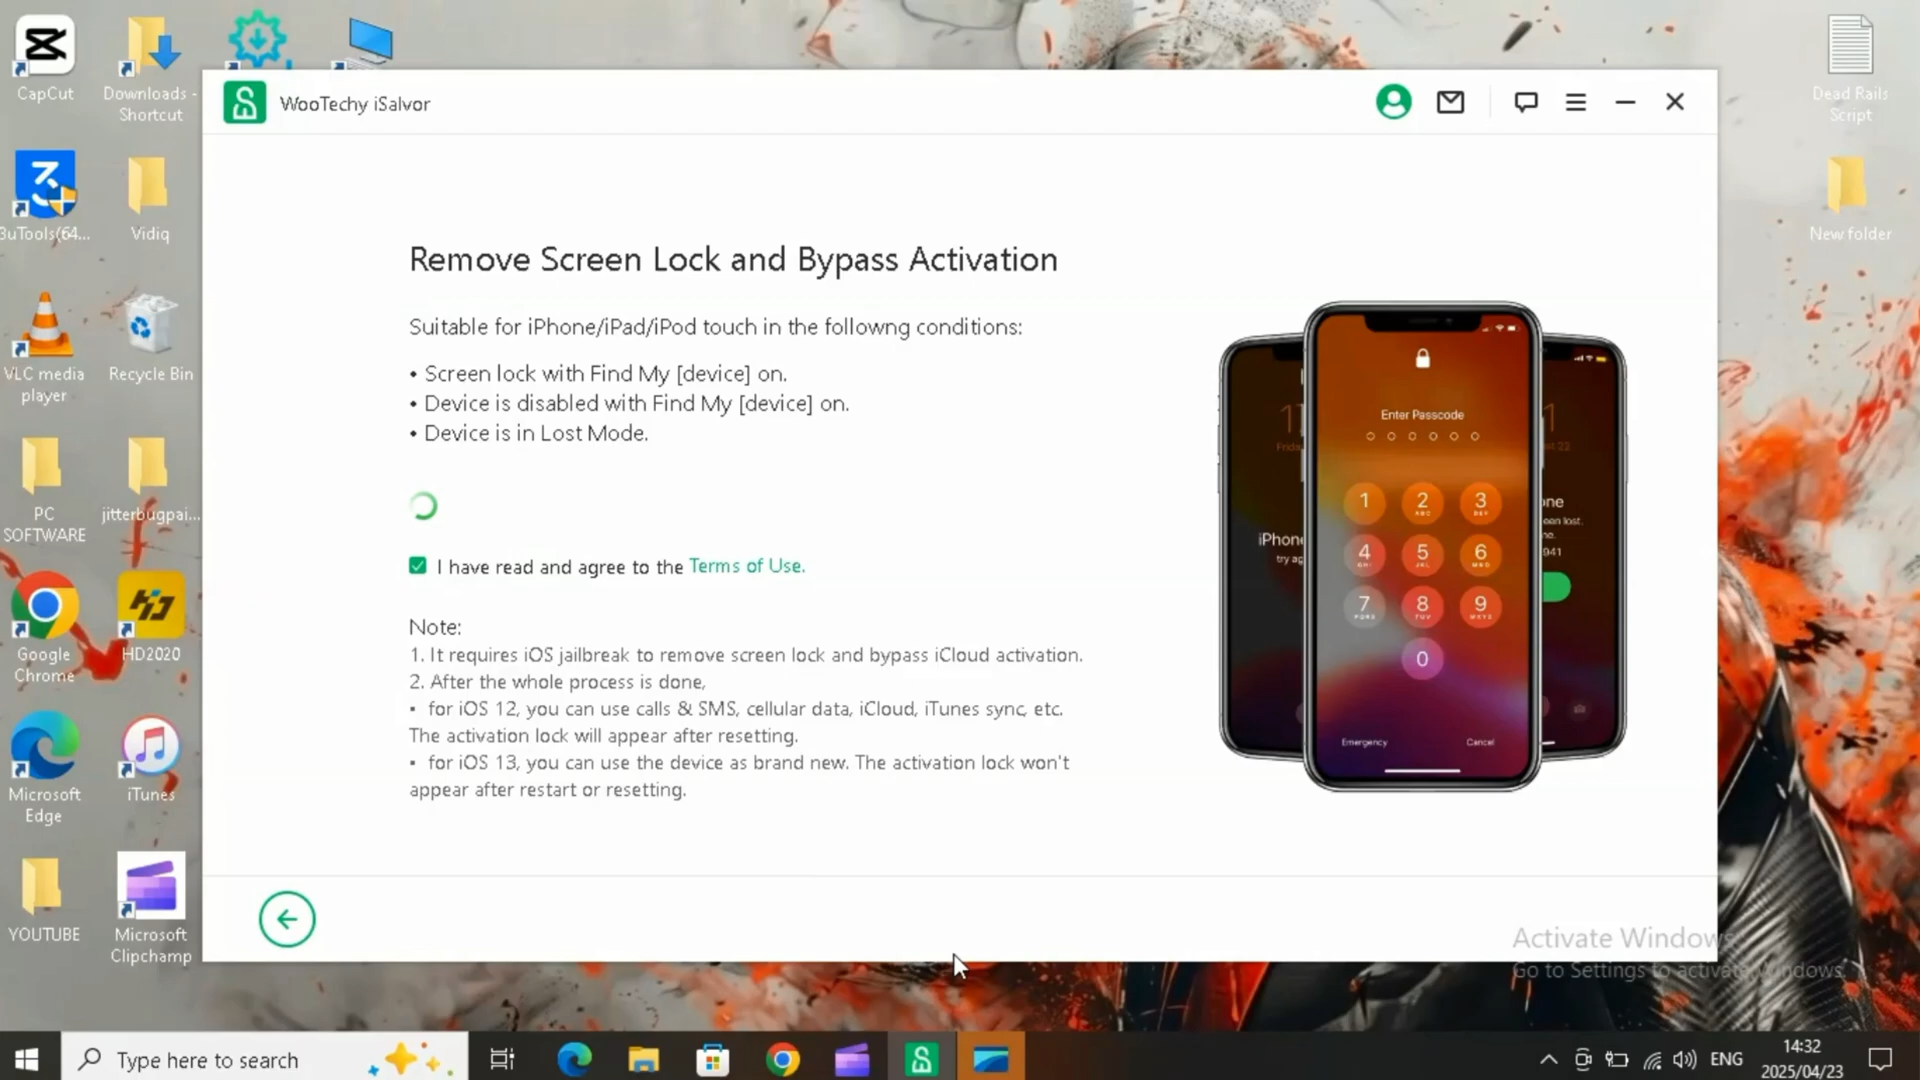 CapCut
Downloads -
Shortcut
Dead Rails
Script
WooTechy iSalvor
3uTools(64...
Vidiq
New folder
Remove Screen Lock and Bypass Activation
Suitable for iPhone/iPad/iPod touch in the followng conditions:
• Screen lock with Find My [device] on.
• Device is disabled with Find My [device] on.
• Device is in Lost Mode.
VLC media
player
Recycle Bin
PC
SOFTWARE
jitterbugpai...
I have read and agree to the Terms of Use.
Note:
1. It requires iOS jailbreak to remove screen lock and bypass iCloud activation.
2. After the whole process is done,
• for iOS 12, you can use calls & SMS, cellular data, iCloud, iTunes sync, etc.
The activation lock will appear after resetting.
• for iOS 13, you can use the device as brand new. The activation lock won't
appear after restart or resetting.
Enter Passcode
1 2 3
4 5 6
7 8 9
0
Emergency Cancel
iPhone
try ag
one
een lost.
ne.
941
Google
Chrome
HD2020
Microsoft
Edge
iTunes
YOUTUBE
Microsoft
Clipchamp
Activate Windows
Go to Settings to activate Windows.
Type here to search
ENG
14:32
2025/04/23